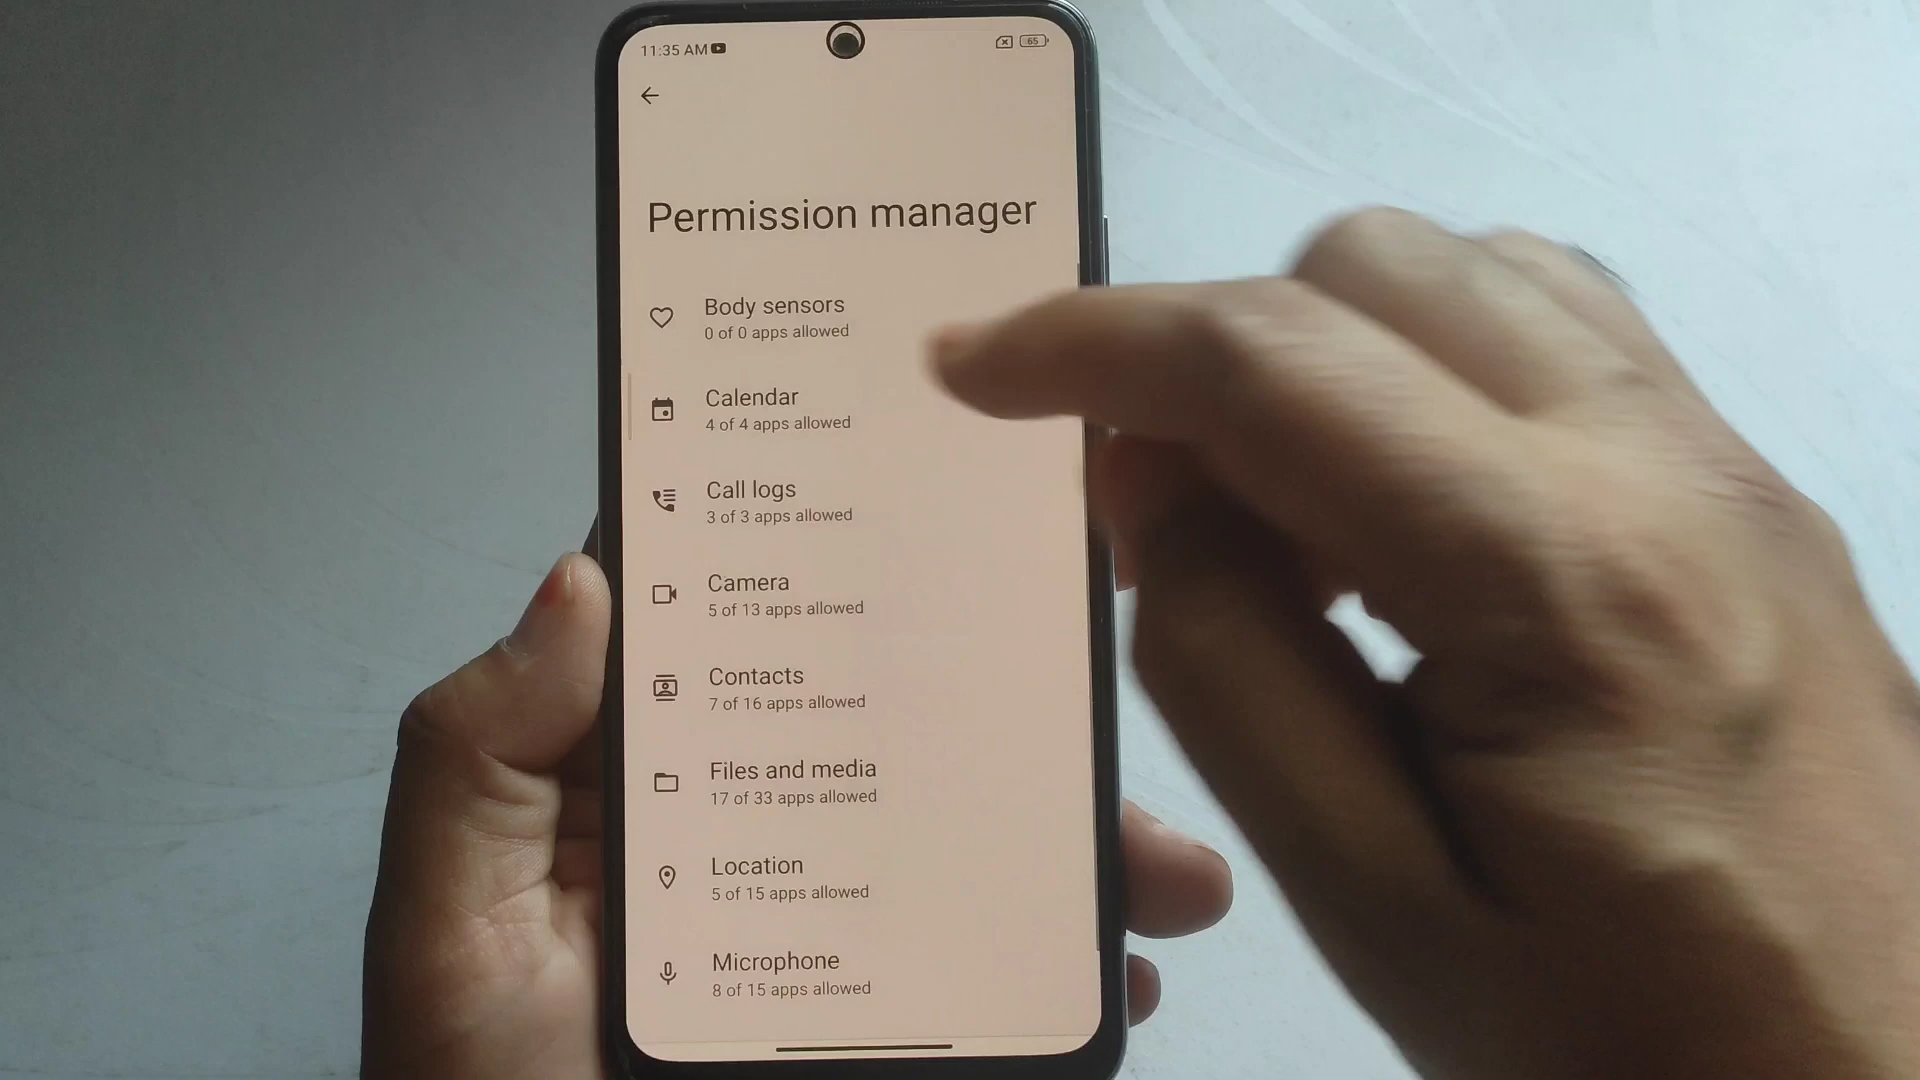 11:35 AM
65
Permission manager
Body sensors
0 of 0 apps allowed
Calendar
4 of 4 apps allowed
Call logs
3 of 3 apps allowed
Camera
5 of 13 apps allowed
Contacts
7 of 16 apps allowed
Files and media
17 of 33 apps allowed
Location
5 of 15 apps allowed
Microphone
8 of 15 apps allowed